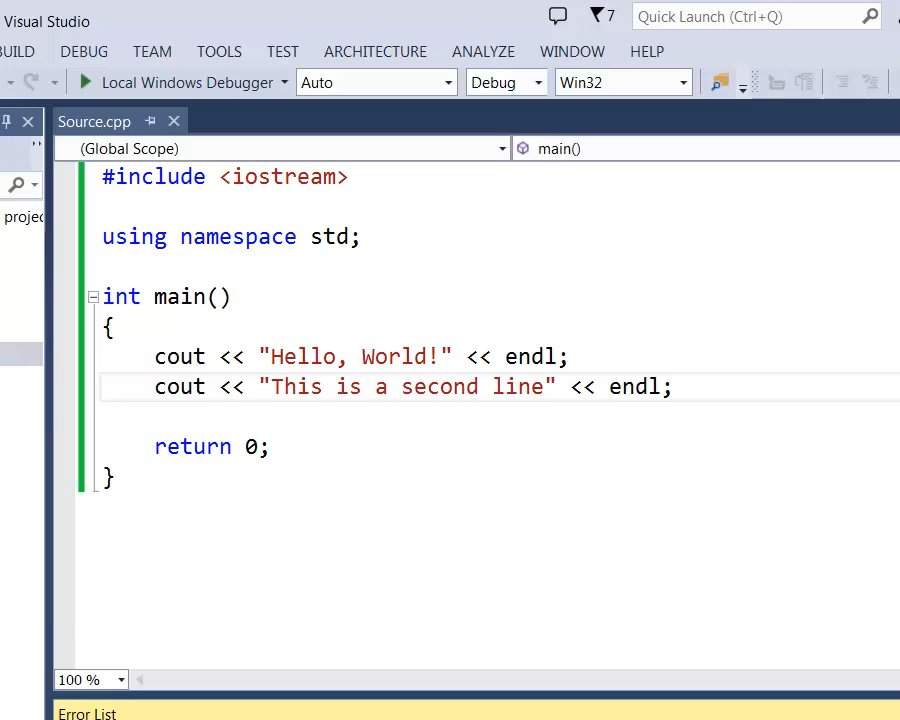 Visual Studio
7
Quick Launch (Ctrl+Q)
UILD DEBUG TEAM TOOLS TEST ARCHITECTURE ANALYZE WINDOW HELP
Local Windows Debugger Auto Debug Win32
Source.cpp
(Global Scope) main()
projec
#include <iostream>
using namespace std;
int main()
{
cout << "Hello, World!" << endl;
cout << "This is a second line" << endl;
return 0;
}
100 %
Error List